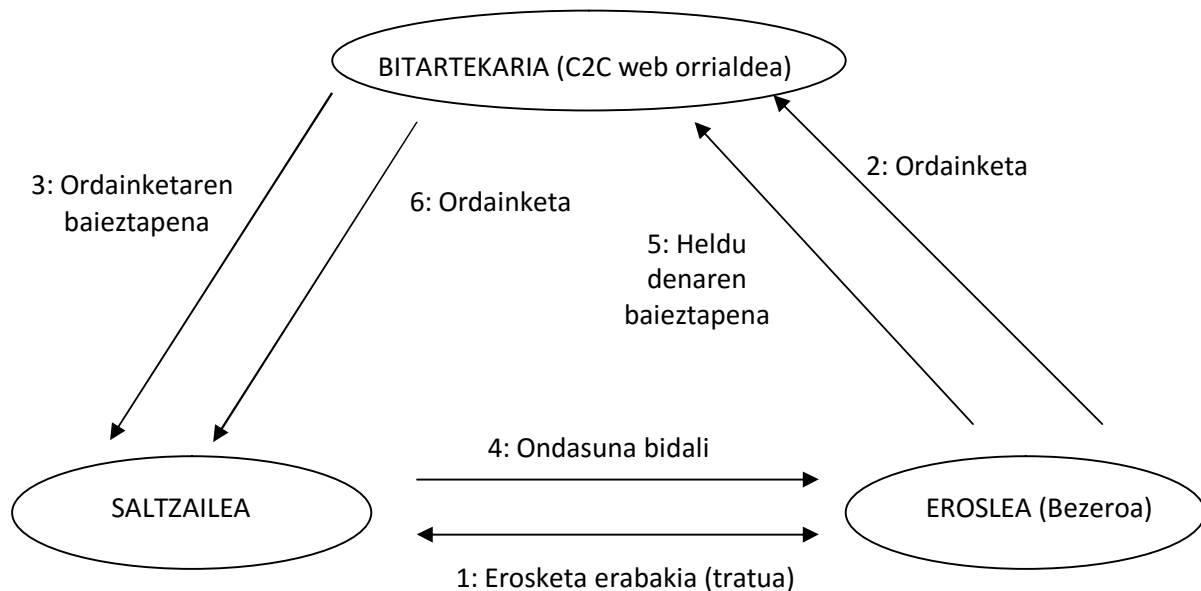 BITARTEKARIA (C2C web orrialdea)
3: Ordainketaren
baieztapena
6: Ordainketa
2: Ordainketa
5: Heldu
denaren
baieztapena
4: Ondasuna bidali
SALTZAILEA
EROSLEA (Bezeroa)
1: Erosketa erabakia (tratua)